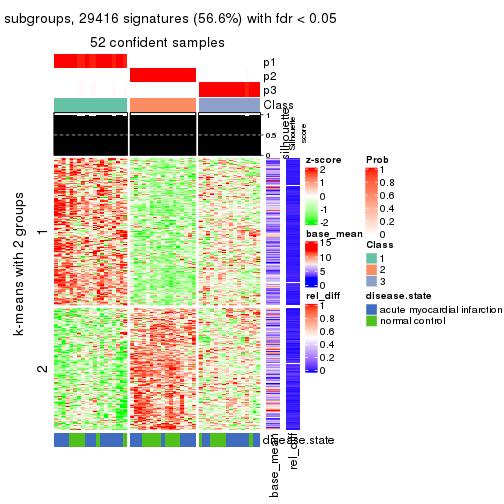 subgroups, 29416 signatures (56.6%) with fdr < 0.05
52 confident samples
p1
p2
p3
Class
silhouette
Silhouette
score
1
0.5
0
k-means with 2 groups
1
2
disease.state
base_mean
rel_diff
z-score
2
1
0
-1
-2
base_mean
15
10
5
0
rel_diff
1
0.8
0.6
0.4
0.2
0
Prob
1
0.8
0.6
0.4
0.2
0
Class
1
2
3
disease.state
acute myocardial infarction
normal control